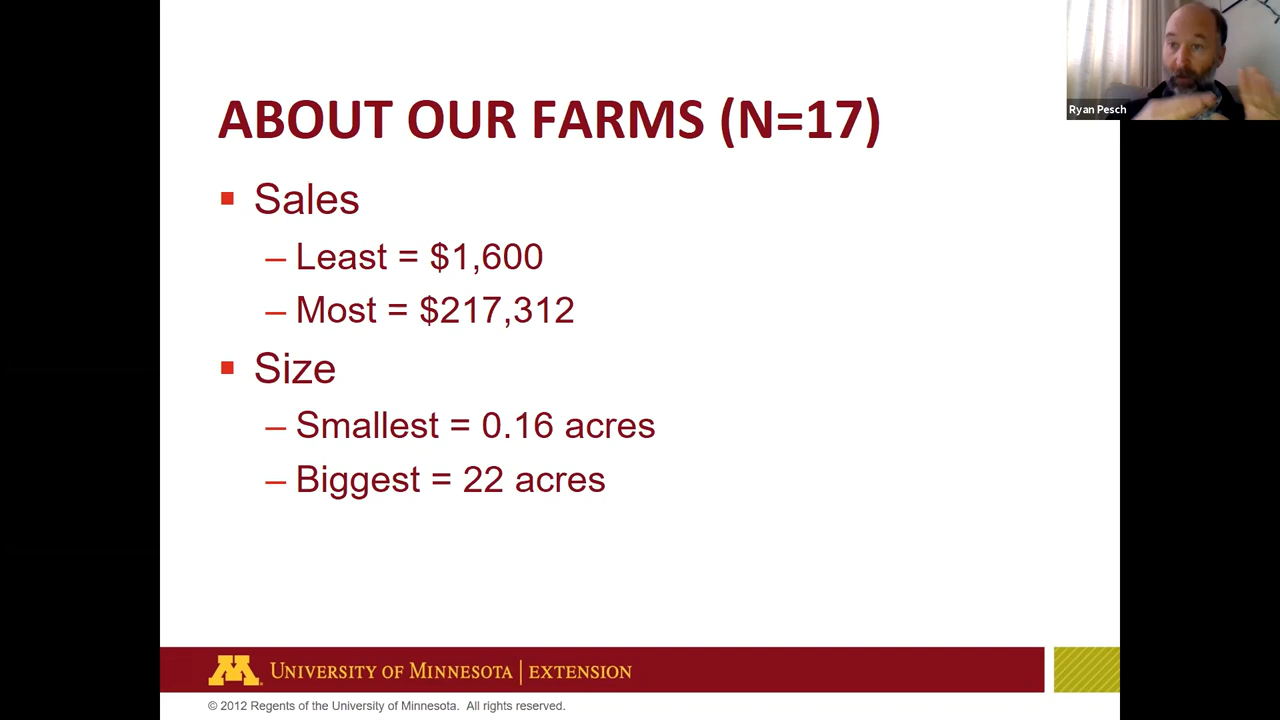 ABOUT OUR FARMS (N=17)
Ryan Pesch
▪ Sales
– Least = $1,600
– Most = $217,312
▪ Size
– Smallest = 0.16 acres
– Biggest = 22 acres
M UNIVERSITY OF MINNESOTA | EXTENSION
© 2012 Regents of the University of Minnesota. All rights reserved.